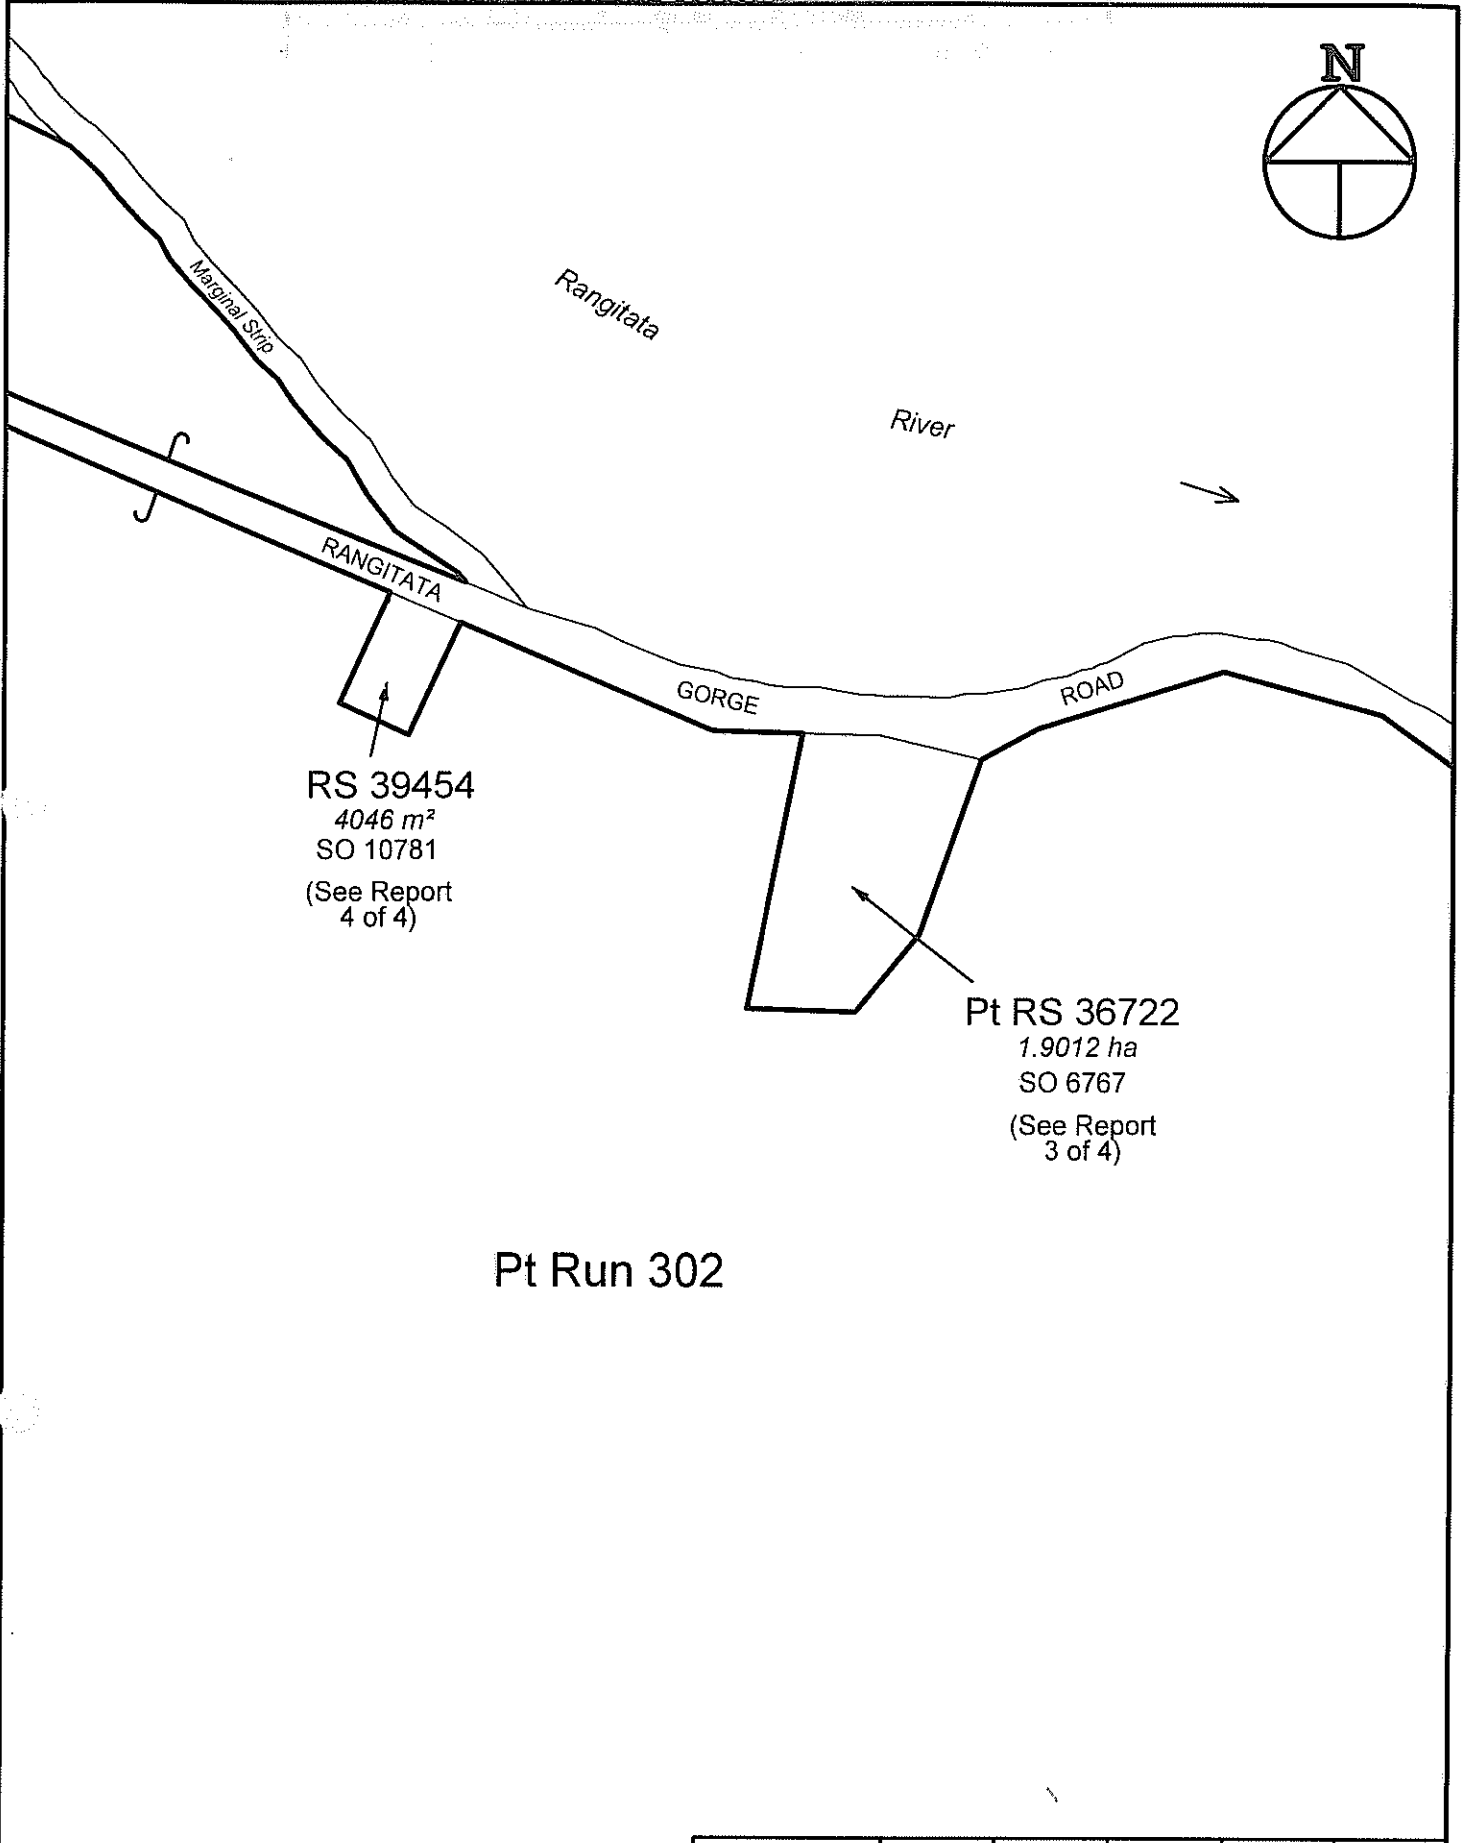 N
Marginal Strip
Rangitata
River
RANGITATA
GORGE
ROAD
RS 39454
4046 m²
SO 10781
(See Report
4 of 4)
Pt RS 36722
1.9012 ha
SO 6767
(See Report
3 of 4)
Pt Run 302